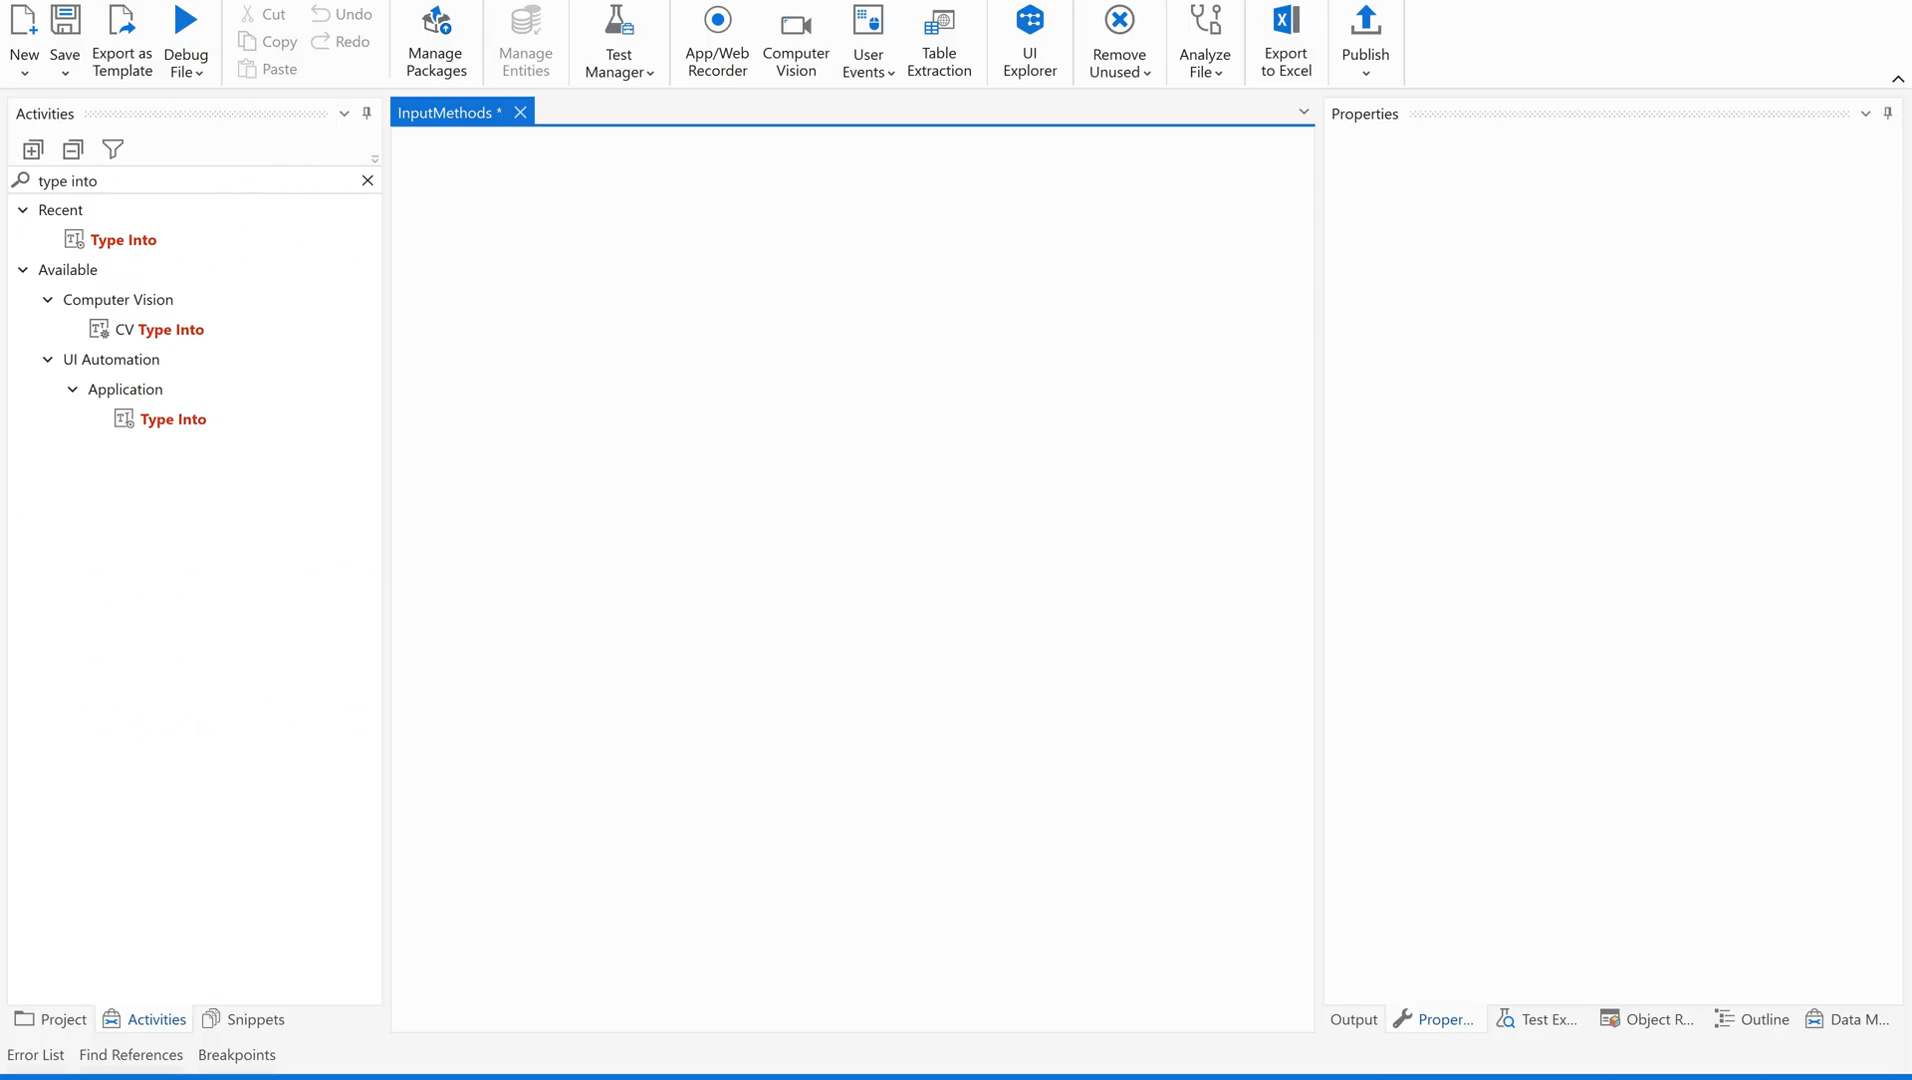 New
Save
Export as
Template
Debug
File
Cut
Copy
Paste
Undo
Redo
Manage
Packages
Manage
Entities
Test
Manager
App/Web
Recorder
Computer
Vision
User
Events
Table
Extraction
UI
Explorer
Remove
Unused
Analyze
File
Export
to Excel
Publish
Activities
type into
Recent
Type Into
Available
Computer Vision
CV Type Into
UI Automation
Application
Type Into
InputMethods *
Properties
Project
Activities
Snippets
Output
Proper...
Test Ex...
Object R...
Outline
Data M...
Error List
Find References
Breakpoints